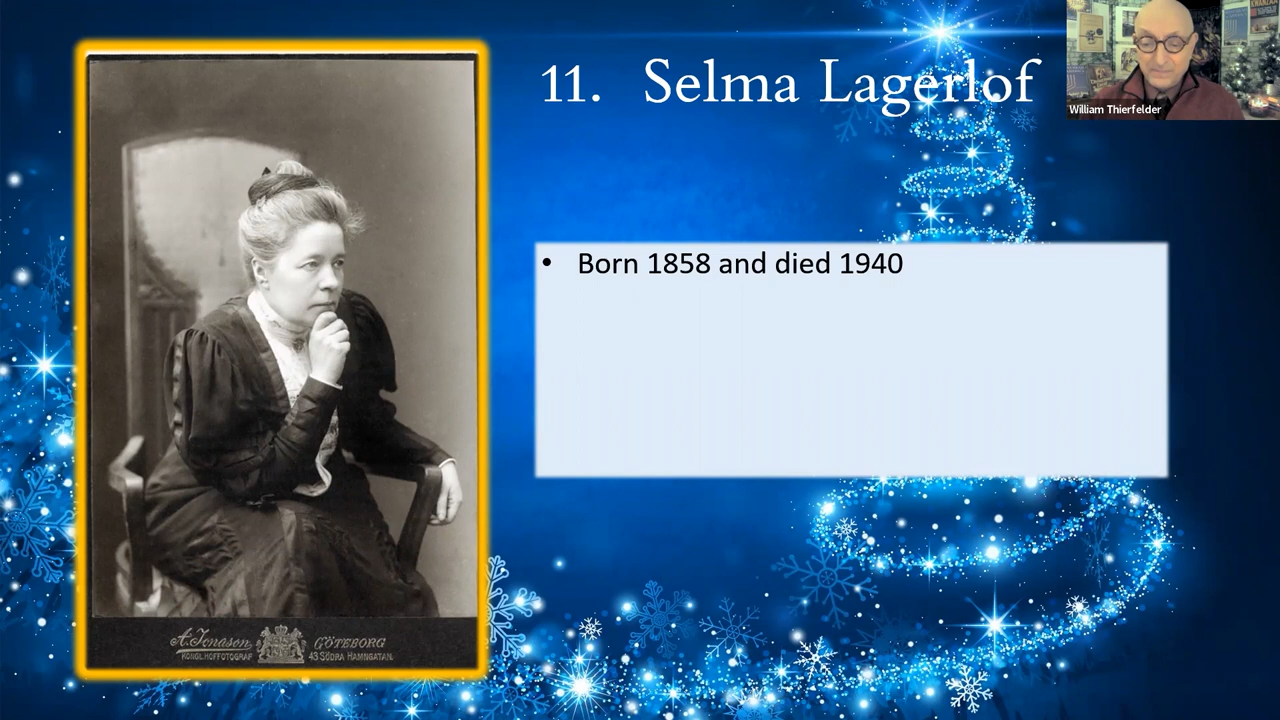 11. Selma Lagerlof
William Thierfelder
• Born 1858 and died 1940
A. Jonason
KONGL. HOFFOTOGRAF
GÖTEBORG
43 SÖDRA HAMNGATAN.